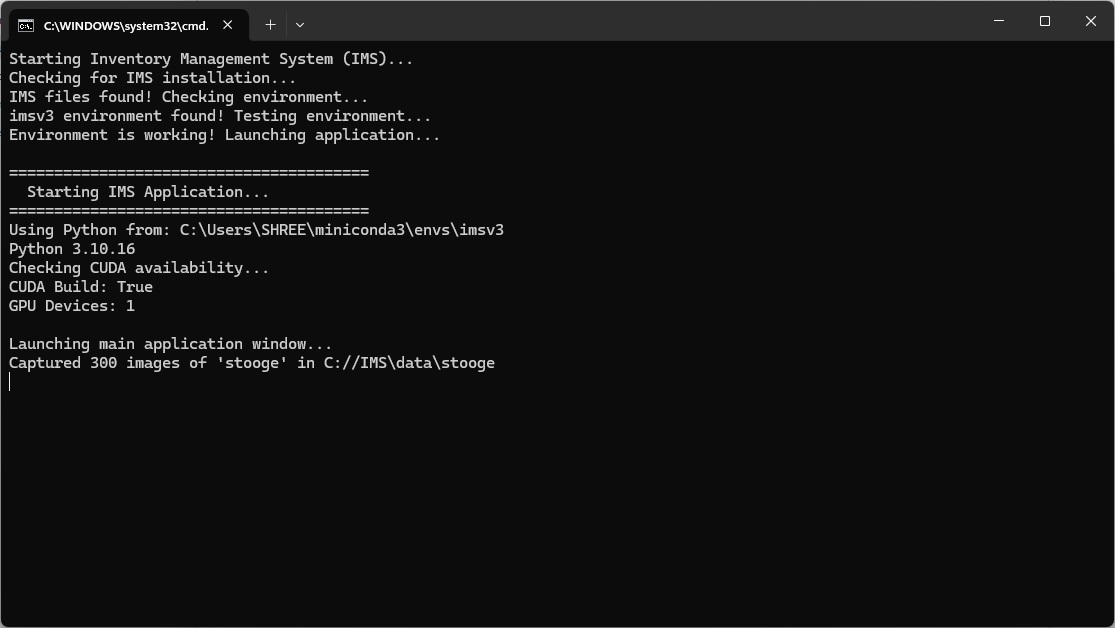 C:\WINDOWS\system32\cmd.
Starting Inventory Management System (IMS)...
Checking for IMS installation...
IMS files found! Checking environment...
imsv3 environment found! Testing environment...
Environment is working! Launching application...
========================================
Starting IMS Application...
========================================
Using Python from: C:\Users\SHREE\miniconda3\envs\imsv3
Python 3.10.16
Checking CUDA availability...
CUDA Build: True
GPU Devices: 1
Launching main application window...
Captured 300 images of 'stooge' in C://IMS\data\stooge